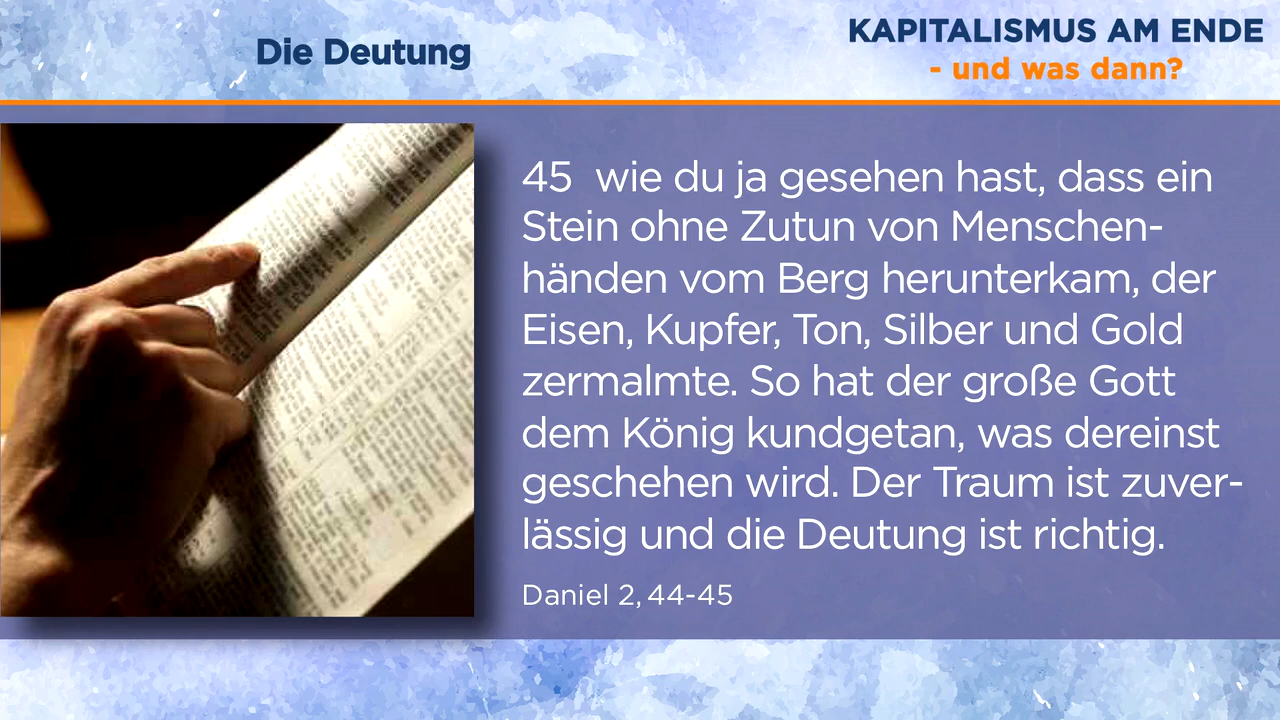 Die Deutung
KAPITALISMUS AM ENDE
- und was dann?
45 wie du ja gesehen hast, dass ein
Stein ohne Zutun von Menschen-
händen vom Berg herunterkam, der
Eisen, Kupfer, Ton, Silber und Gold
zermalmte. So hat der große Gott
dem König kundgetan, was dereinst
geschehen wird. Der Traum ist zuver-
lässig und die Deutung ist richtig.
Daniel 2, 44-45